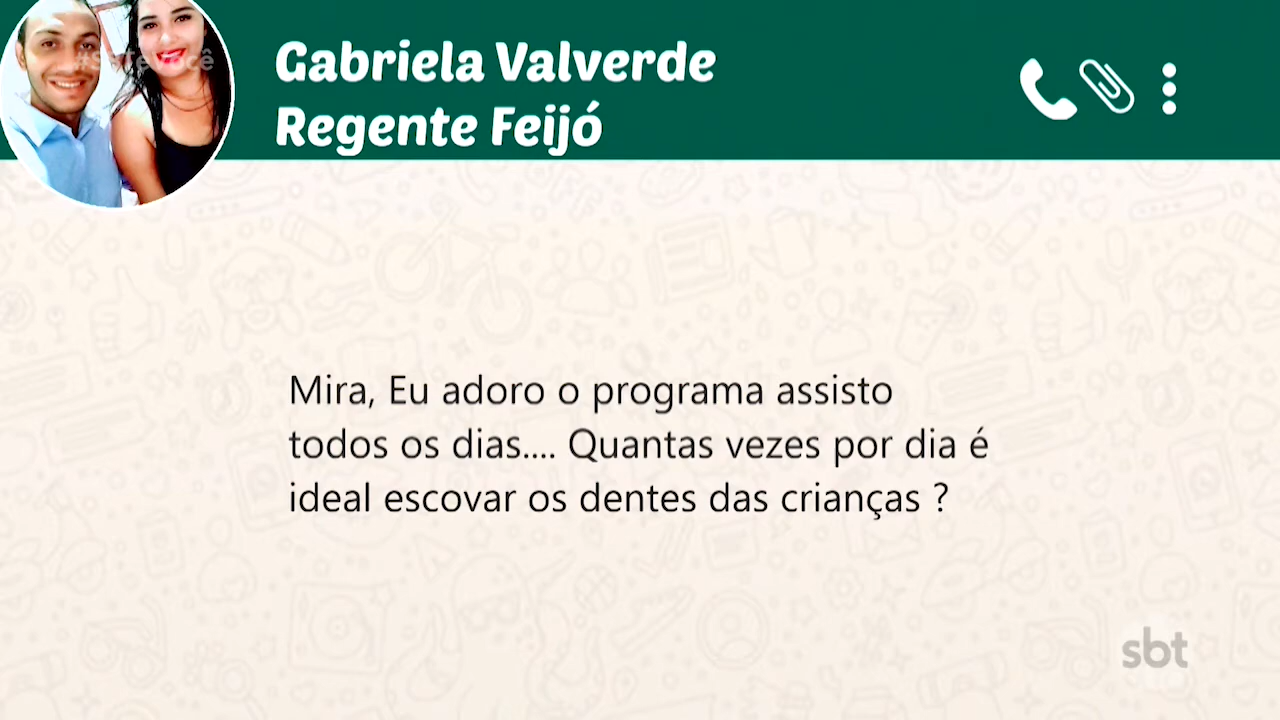 #SBTeVocê
Gabriela Valverde
Regente Feijó
Mira, Eu adoro o programa assisto
todos os dias.... Quantas vezes por dia é
ideal escovar os dentes das crianças ?
sbt